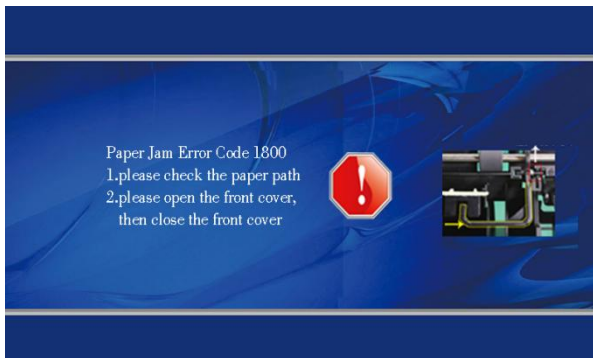 Paper Jam Error Code 1800
1.please check the paper path
2.please open the front cover,
then close the front cover